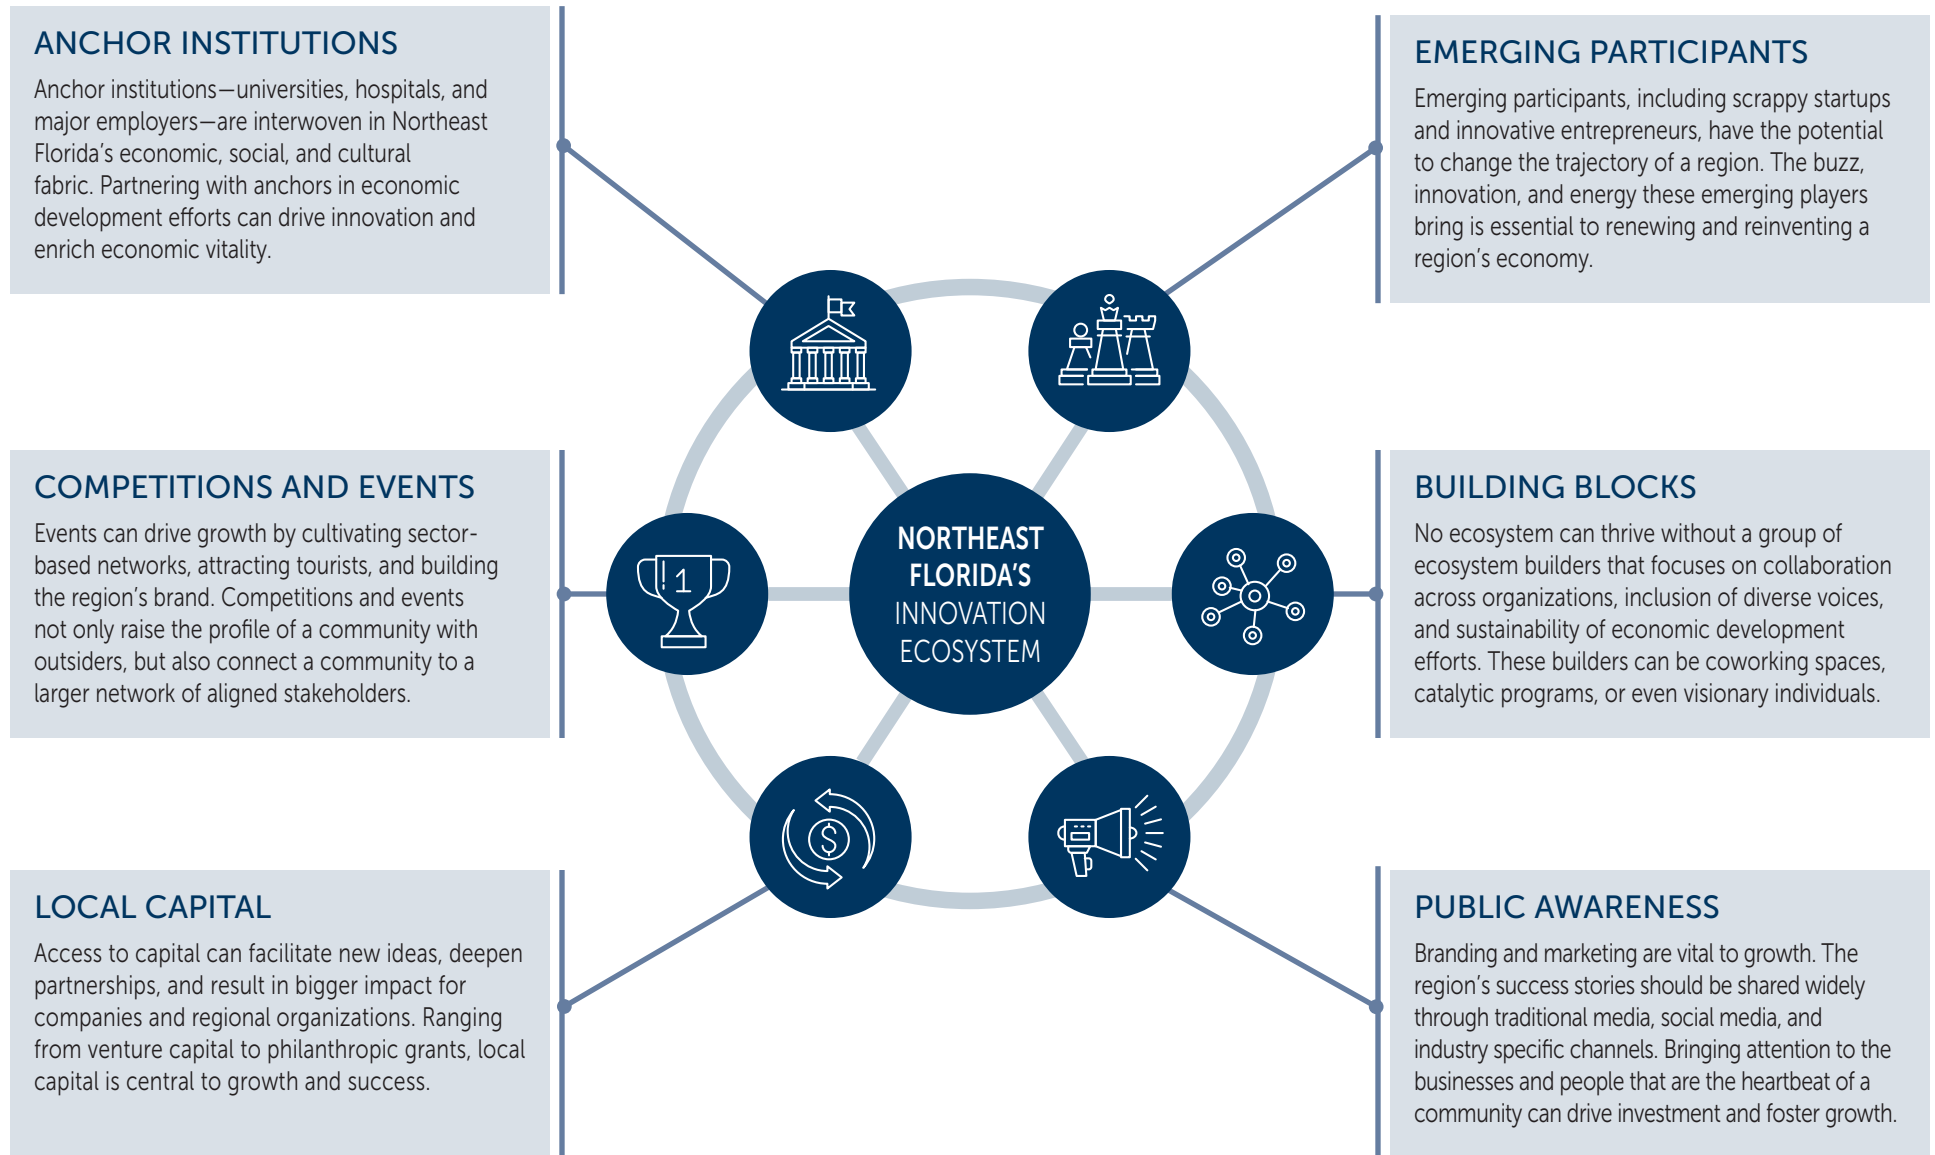 ANCHOR INSTITUTIONS
Anchor institutions—universities, hospitals, and
major employers—are interwoven in Northeast
Florida's economic, social, and cultural
fabric. Partnering with anchors in economic
development efforts can drive innovation and
enrich economic vitality.
EMERGING PARTICIPANTS
Emerging participants, including scrappy startups
and innovative entrepreneurs, have the potential
to change the trajectory of a region. The buzz,
innovation, and energy these emerging players
bring is essential to renewing and reinventing a
region's economy.
COMPETITIONS AND EVENTS
Events can drive growth by cultivating sector-
based networks, attracting tourists, and building
the region's brand. Competitions and events
not only raise the profile of a community with
outsiders, but also connect a community to a
larger network of aligned stakeholders.
1
NORTHEAST
FLORIDA'S
INNOVATION
ECOSYSTEM
BUILDING BLOCKS
No ecosystem can thrive without a group of
ecosystem builders that focuses on collaboration
across organizations, inclusion of diverse voices,
and sustainability of economic development
efforts. These builders can be coworking spaces,
catalytic programs, or even visionary individuals.
LOCAL CAPITAL
Access to capital can facilitate new ideas, deepen
partnerships, and result in bigger impact for
companies and regional organizations. Ranging
from venture capital to philanthropic grants, local
capital is central to growth and success.
$
PUBLIC AWARENESS
Branding and marketing are vital to growth. The
region's success stories should be shared widely
through traditional media, social media, and
industry specific channels. Bringing attention to the
businesses and people that are the heartbeat of a
community can drive investment and foster growth.